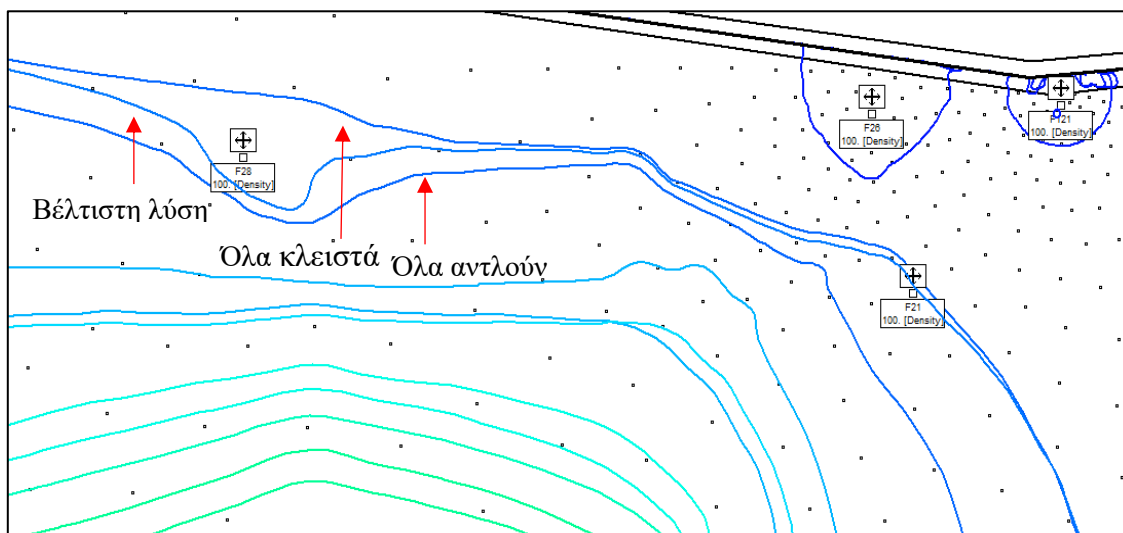 F26
100. [Density]
F121
100. [Density]
F28
100. [Density]
Βέλτιστη λύση
Όλα κλειστά
Όλα αντλούν
F21
100. [Density]